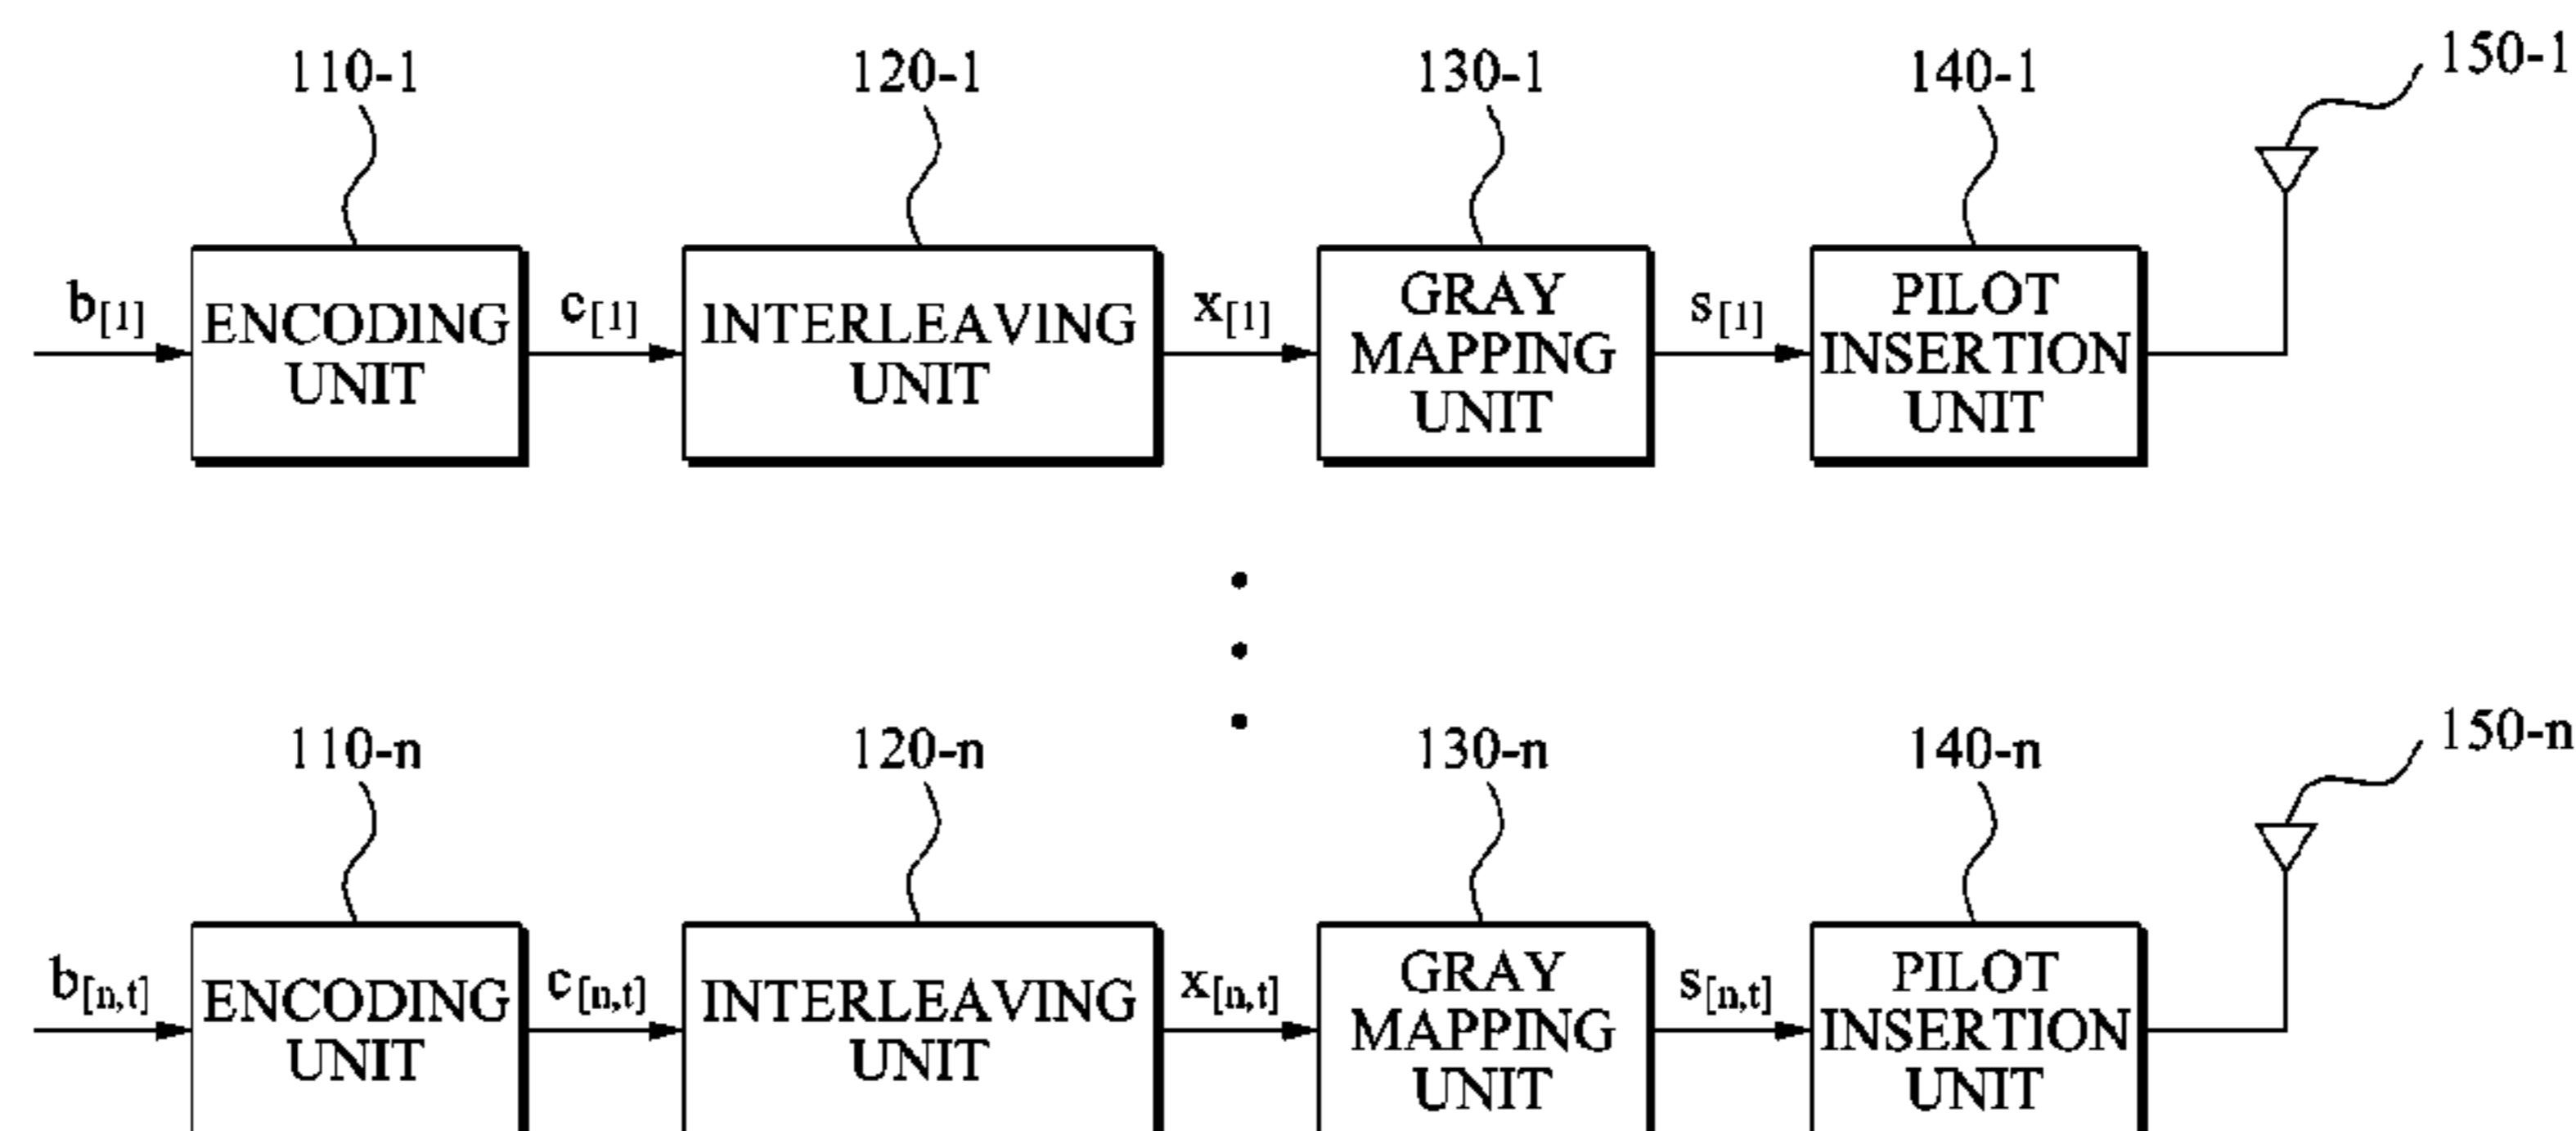 110-1
120-1
130-1
140-1
150-1
b[1]
ENCODING
UNIT
c[1]
INTERLEAVING
UNIT
x[1]
GRAY
MAPPING
UNIT
s[1]
PILOT
INSERTION
UNIT
110-n
120-n
130-n
140-n
150-n
b[n,t]
ENCODING
UNIT
c[n,t]
INTERLEAVING
UNIT
x[n,t]
GRAY
MAPPING
UNIT
s[n,t]
PILOT
INSERTION
UNIT